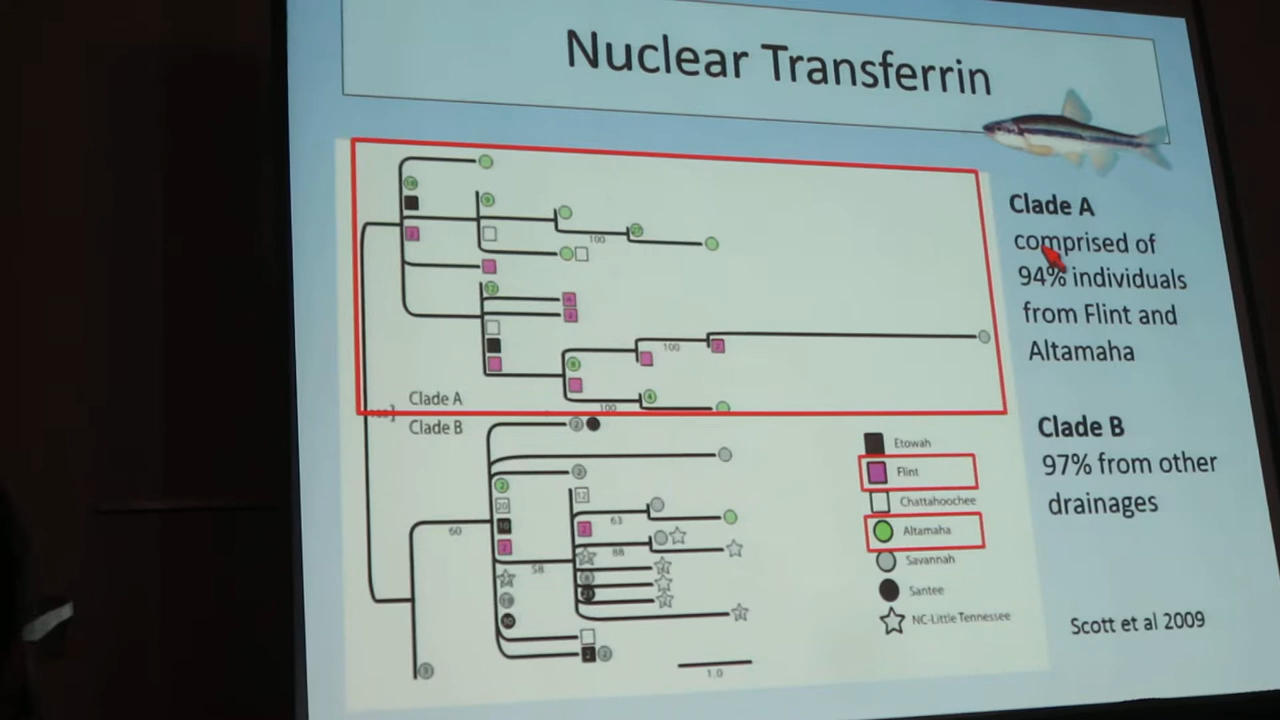 Nuclear Transferrin
Clade A
comprised of
94% individuals
from Flint and
Altamaha
Clade B
97% from other
drainages
Scott et al 2009
Clade A
Clade B
100
100
100
60
58
63
88
1.0
Etowah
Flint
Chattahoochee
Altamaha
Savannah
Santee
NC-Little Tennessee